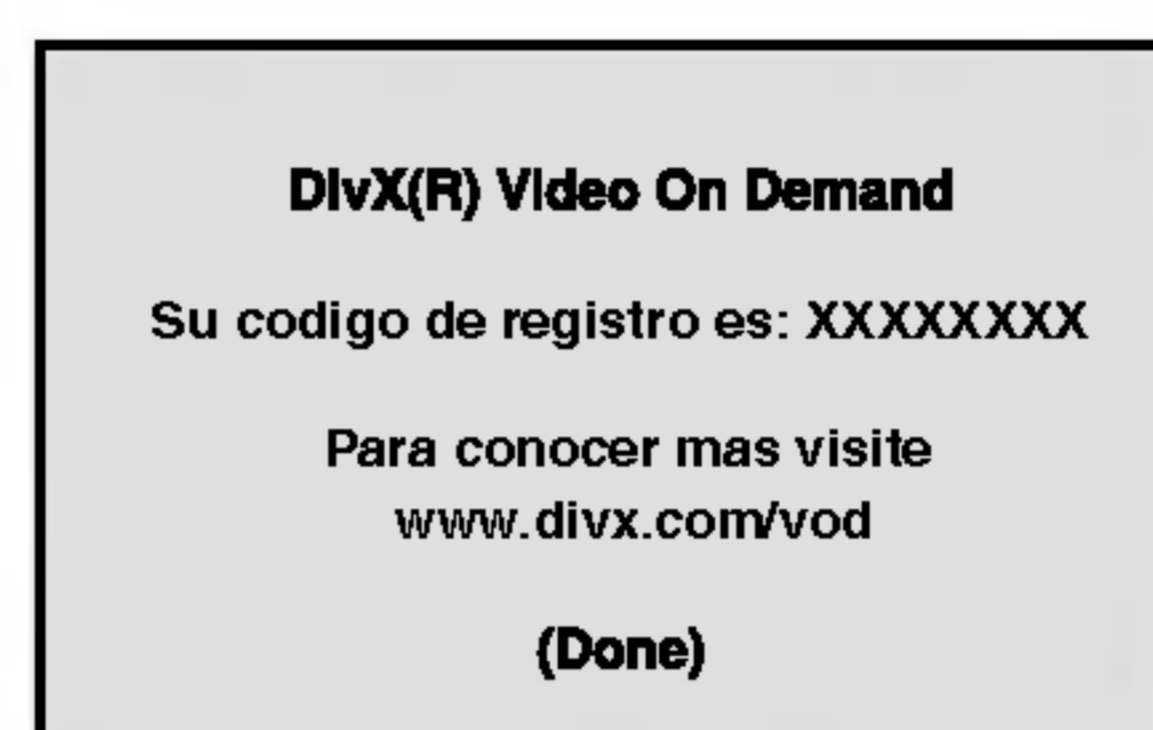 DivX(R) Video On Demand
Su codigo de registro es: XXXXXXXX
Para conocer mas visite
www.divx.com/vod
(Done)